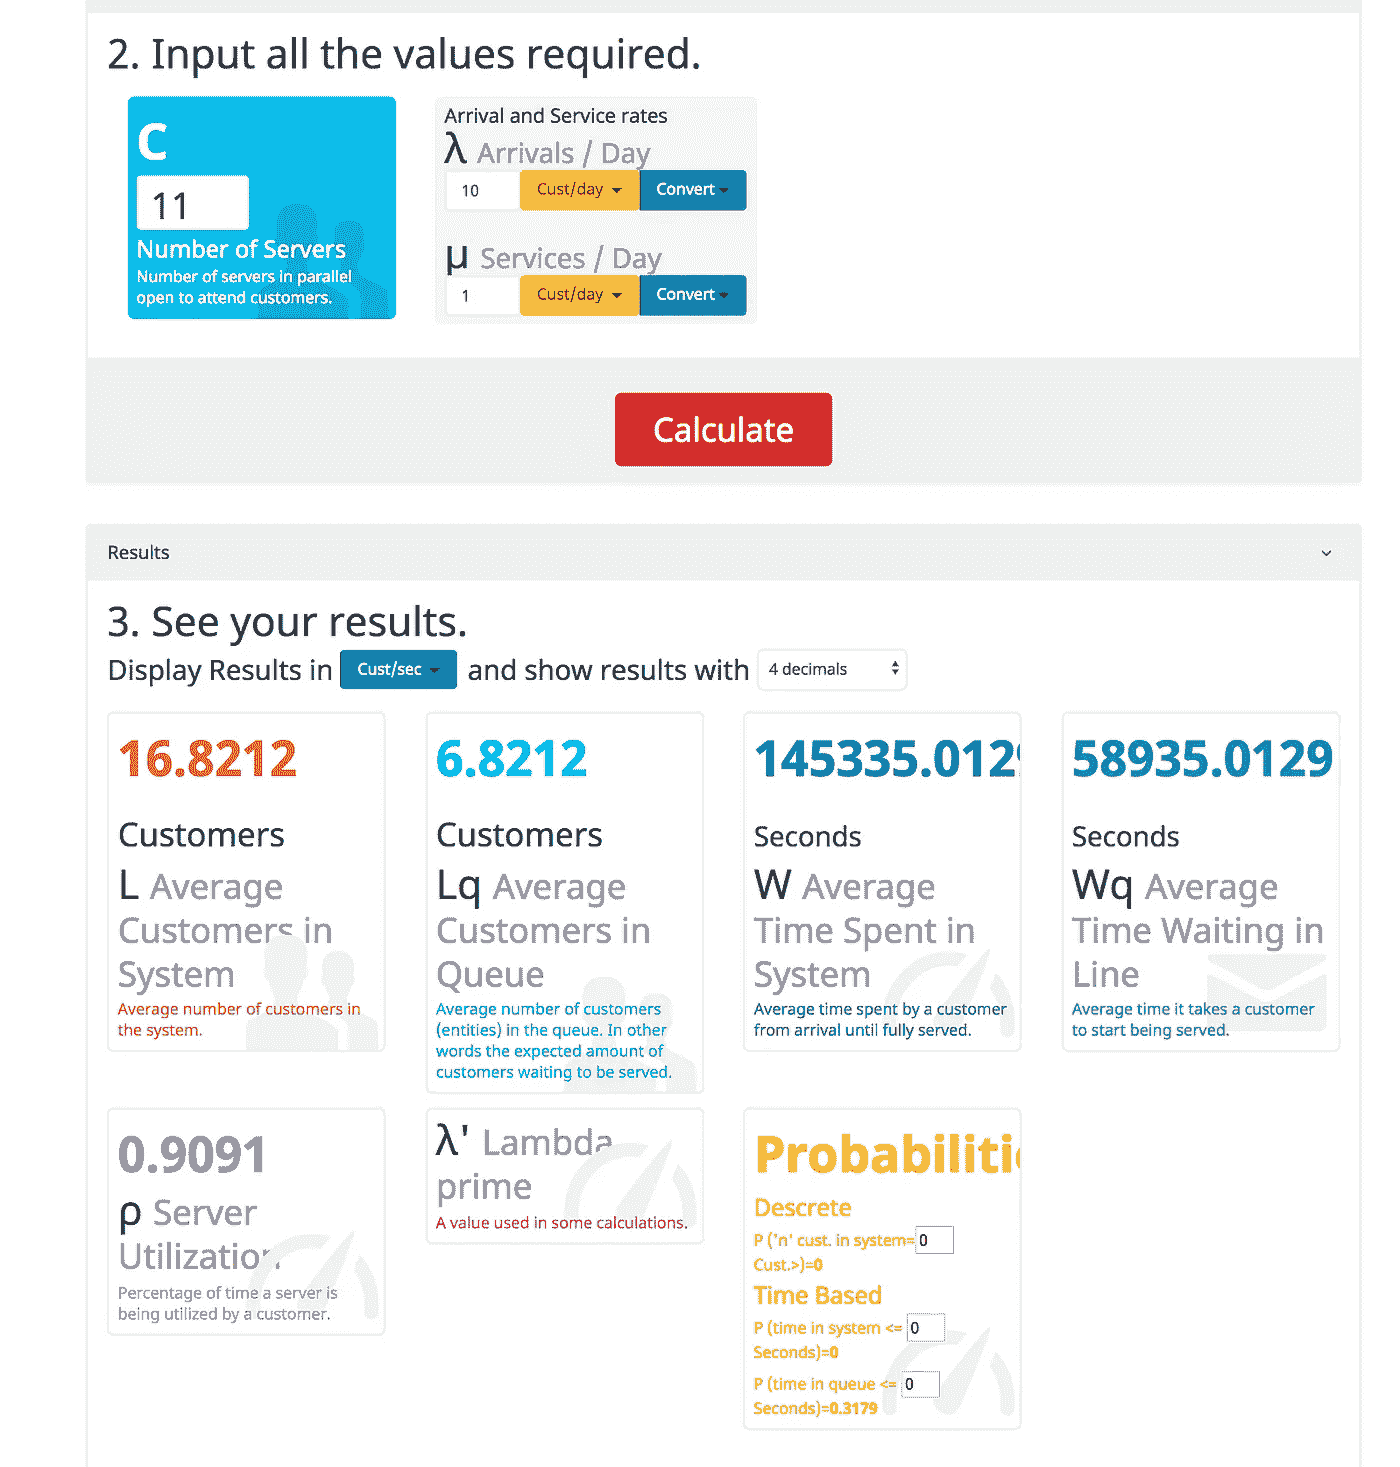 2. Input all the values required.
C
11
Number of Servers
Number of servers in parallel
open to attend customers.
Arrival and Service rates
λ Arrivals / Day
10 Cust/day Convert
μ Services / Day
1 Cust/day Convert
Calculate
Results
3. See your results.
Display Results in Cust/sec and show results with 4 decimals
16.8212
Customers
L Average
Customers in
System
Average number of customers in
the system.
6.8212
Customers
Lq Average
Customers in
Queue
Average number of customers
(entities) in the queue. In other
words the expected amount of
customers waiting to be served.
145335.0129
Seconds
W Average
Time Spent in
System
Average time spent by a customer
from arrival until fully served.
58935.0129
Seconds
Wq Average
Time Waiting in
Line
Average time it takes a customer
to start being served.
0.9091
ρ Server
Utilization
Percentage of time a server is
being utilized by a customer.
λ' Lambda
prime
A value used in some calculations.
Probabilitie
Descrete
P ('n' cust. in system= 0
Cust.>)=0
Time Based
P (time in system <= 0
Seconds)=0
P (time in queue <= 0
Seconds)=0.3179